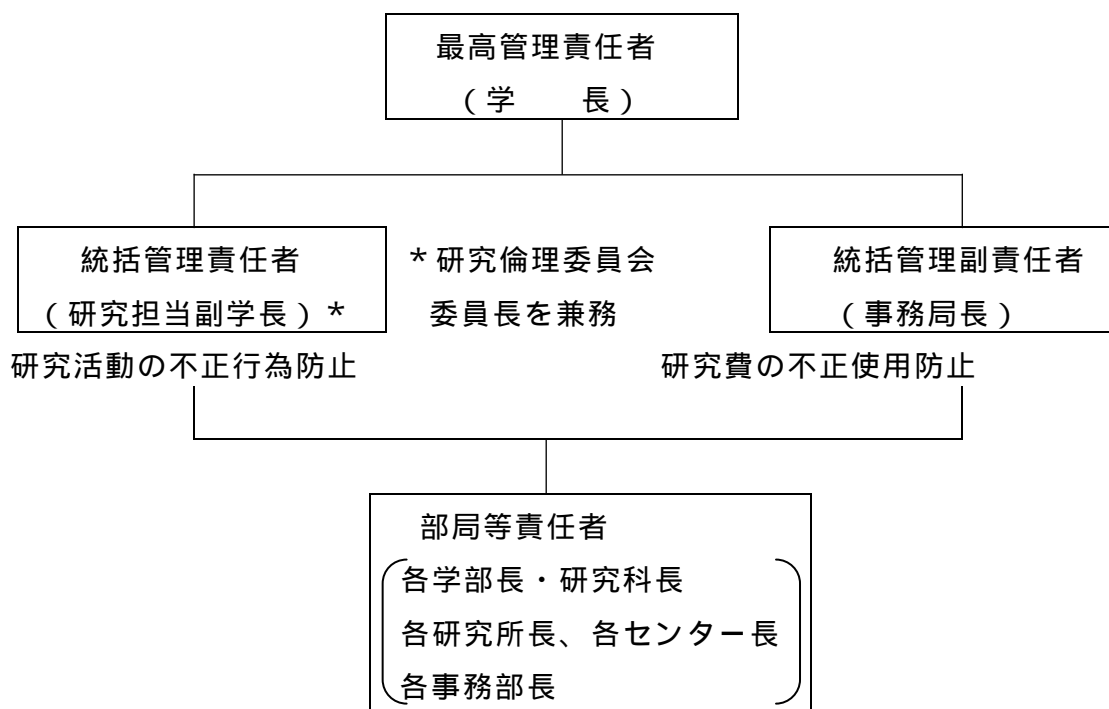 最高管理責任者
(学　　長)
統括管理責任者
(研究担当副学長)*
*研究倫理委員会
委員長を兼務
統括管理副責任者
(事務局長)
研究活動の不正行為防止
研究費の不正使用防止
部局等責任者
各学部長・研究科長
各研究所長、各センター長
各事務部長